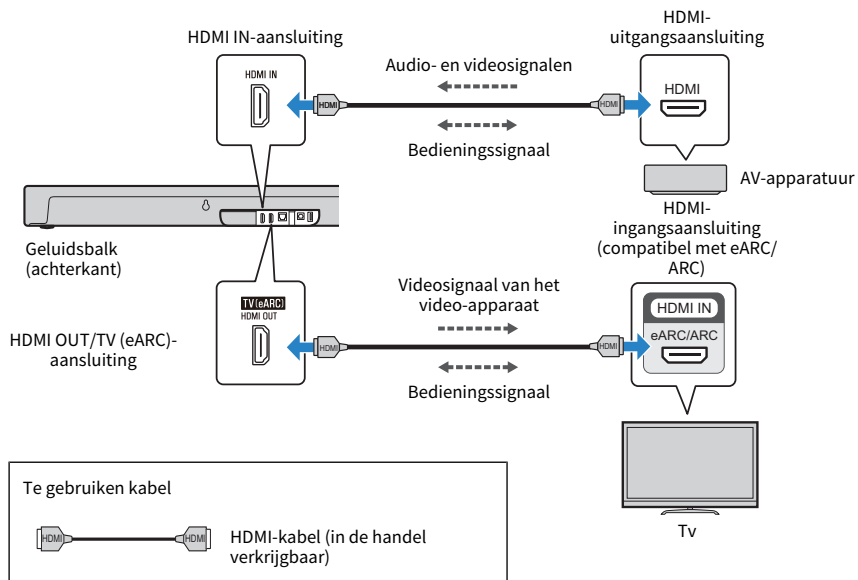 HDMI IN-aansluiting
HDMI IN
Audio- en videosignalen
HDMI
HDMI
Bedieningssignaal
HDMI-
uitgangsaansluiting
HDMI
AV-apparatuur
Geluidsbalk
(achterkant)
HDMI-
ingangsaansluiting
(compatibel met eARC/
ARC)
HDMI OUT/TV (eARC)-
aansluiting
TV(eARC)
HDMI OUT
Videosignaal van het
video-apparaat
HDMI
HDMI
Bedieningssignaal
HDMI IN
eARC/ARC
Tv
Te gebruiken kabel
HDMI
HDMI
HDMI-kabel (in de handel
verkrijgbaar)